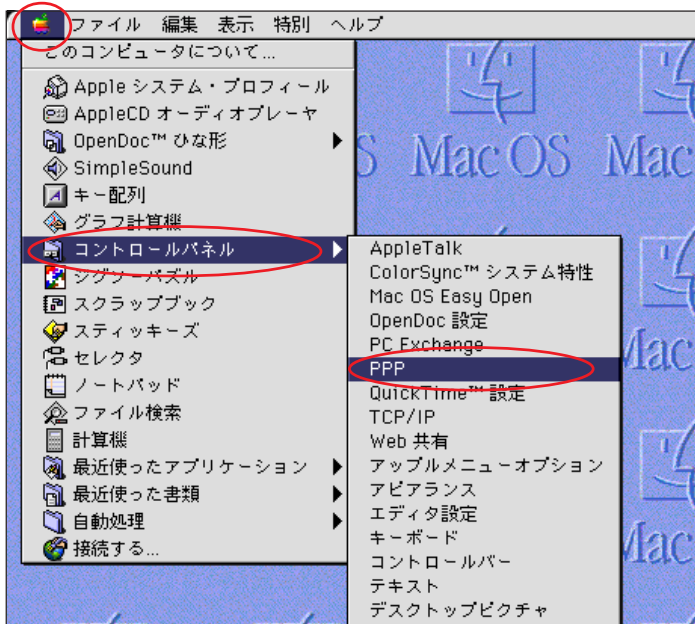 ファイル 編集 表示 特別 ヘルプ
このコンピュータについて...
Apple システム・プロフィール
AppleCD オーディオプレーヤ
OpenDoc™ ひな形
SimpleSound
キー配列
グラフ計算機
コントロールパネル
ジグソーパズル
スクラップブック
スティッキーズ
セレクタ
ノートパッド
ファイル検索
計算機
最近使ったアプリケーション
最近使った書類
自動処理
接続する...
AppleTalk
ColorSync™ システム特性
Mac OS Easy Open
OpenDoc 設定
PC Exchange
PPP
QuickTime™ 設定
TCP/IP
Web 共有
アップルメニューオプション
アピアランス
エディタ設定
キーボード
コントロールバー
テキスト
デスクトップピクチャ
S Mac OS Mac
Mac
Mac